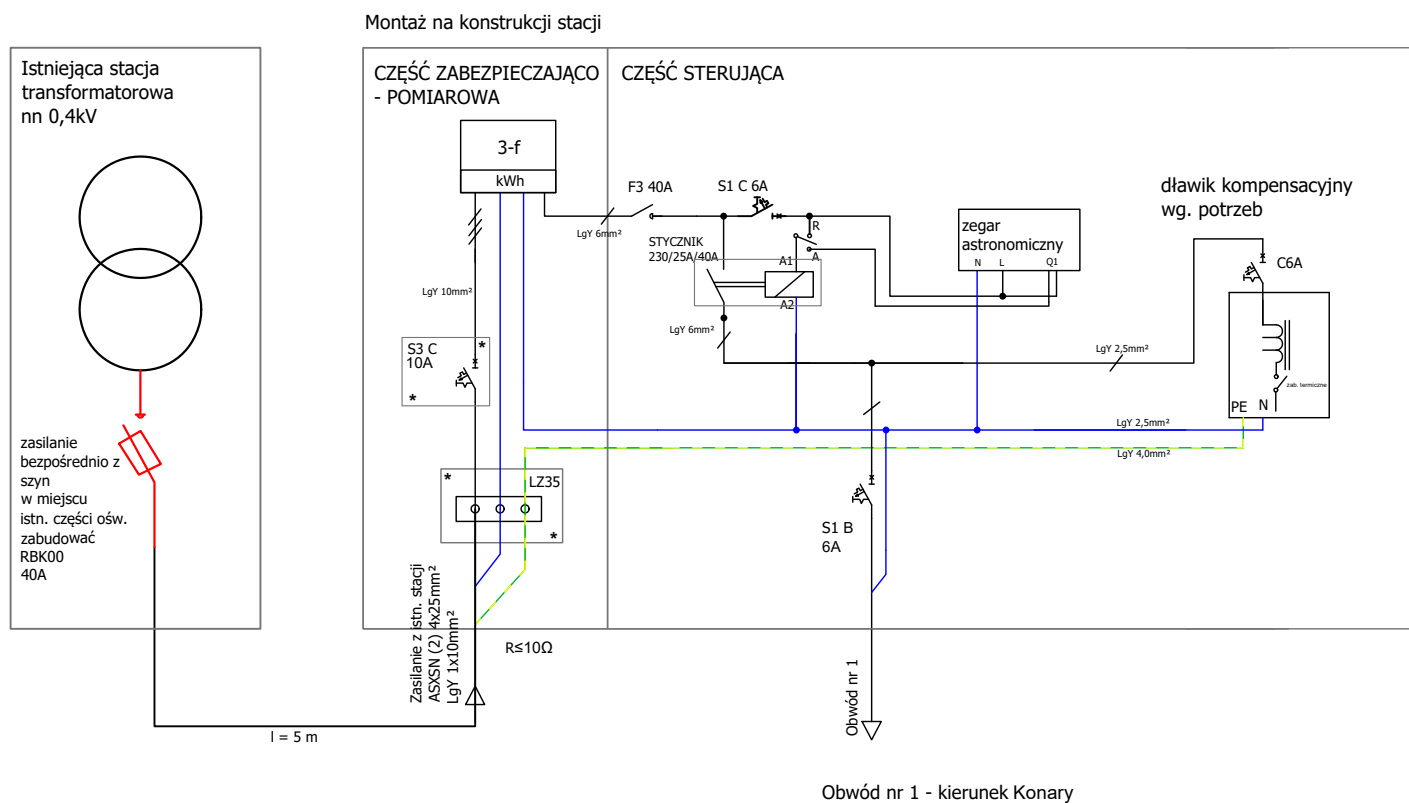 Montaż na konstrukcji stacji
Istniejąca stacja
transformatorowa
nn 0,4kV
CZĘŚĆ ZABEZPIECZAJĄCO
- POMIAROWA
CZĘŚĆ STERUJĄCA
3-f
kWh
F3 40A
S1 C 6A
LgY 6mm²
STYCZNIK
230/25A/40A
R
A
A1
A2
zegar
astronomiczny
N L Q1
dławik kompensacyjny
wg. potrzeb
C6A
zab. termiczne
PE N
LgY 10mm²
LgY 6mm²
LgY 2,5mm²
S3 C
10A
*
*
LgY 2,5mm²
LgY 4,0mm²
zasilanie
bezpośrednio z
szyn
w miejscu
istn. części ośw.
zabudować
RBK00
40A
*
LZ35
*
S1 B
6A
Zasilanie z istn. stacji
ASXSN (2) 4x25mm²
LgY 1x10mm²
R≤10Ω
l = 5 m
Obwód nr 1
Obwód nr 1 - kierunek Konary